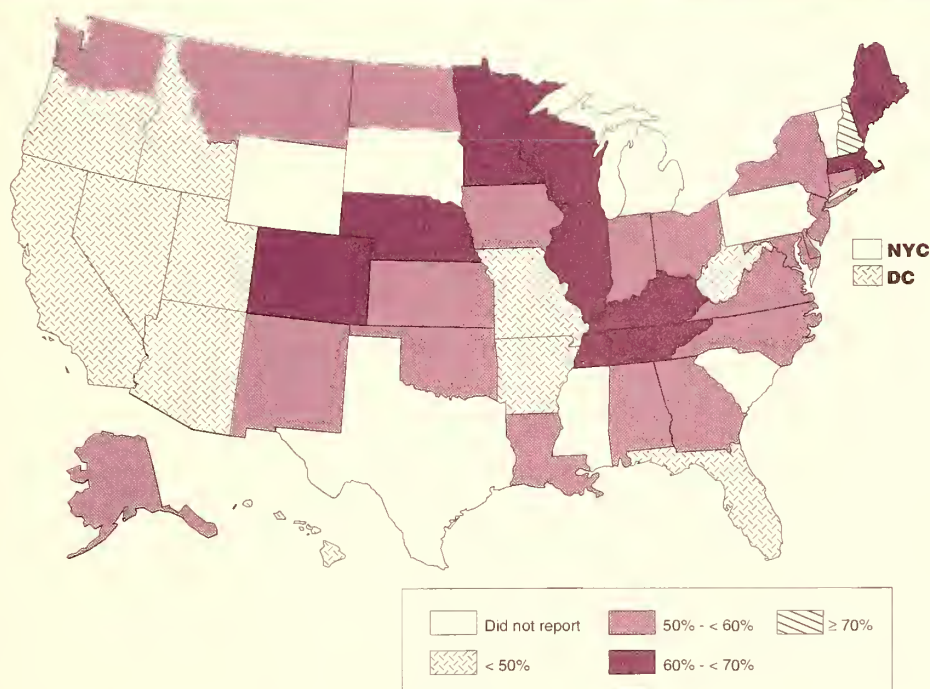 NYC
DC
Did not report
50% - < 60%
≥ 70%
< 50%
60% - < 70%